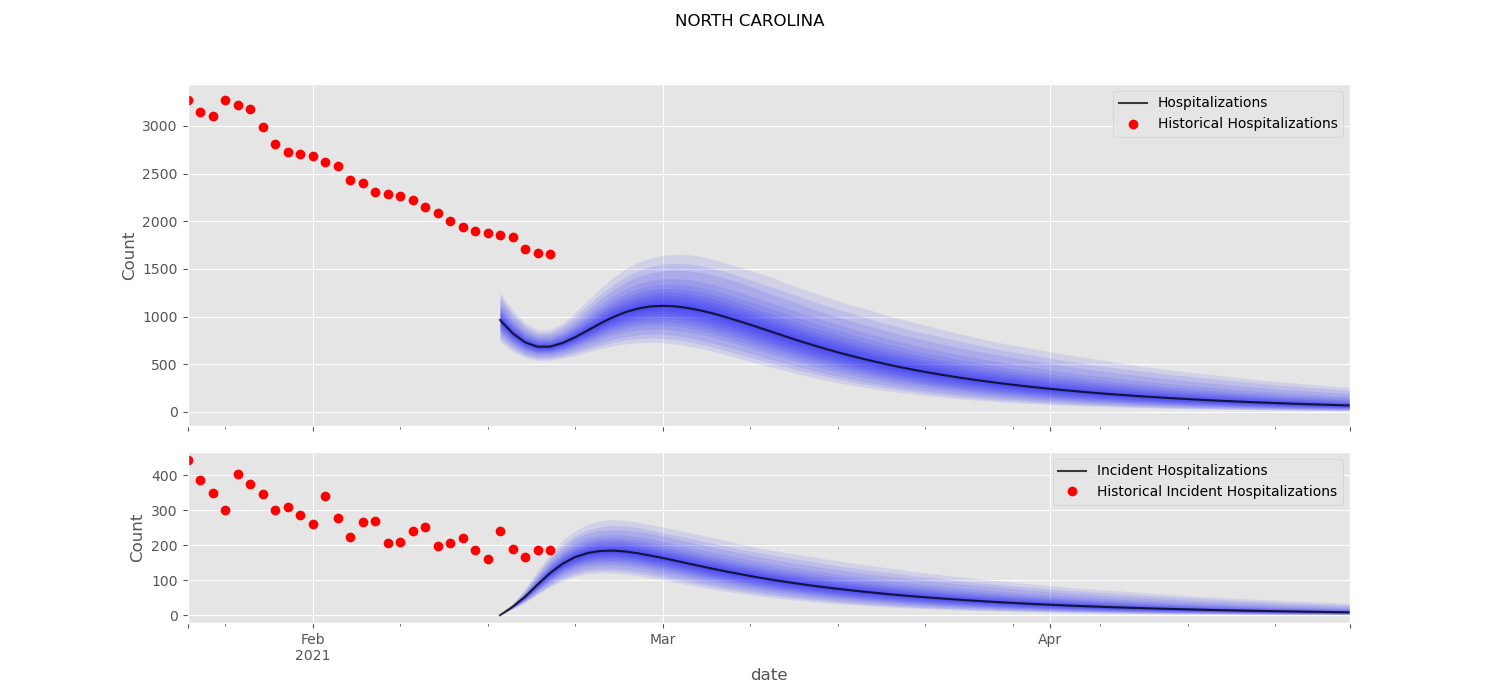 NORTH CAROLINA
Hospitalizations
Historical Hospitalizations
3000
2500
2000
1500
1000
500
0
Count
Incident Hospitalizations
Historical Incident Hospitalizations
400
300
200
100
0
Count
Feb
2021
Mar
Apr
date